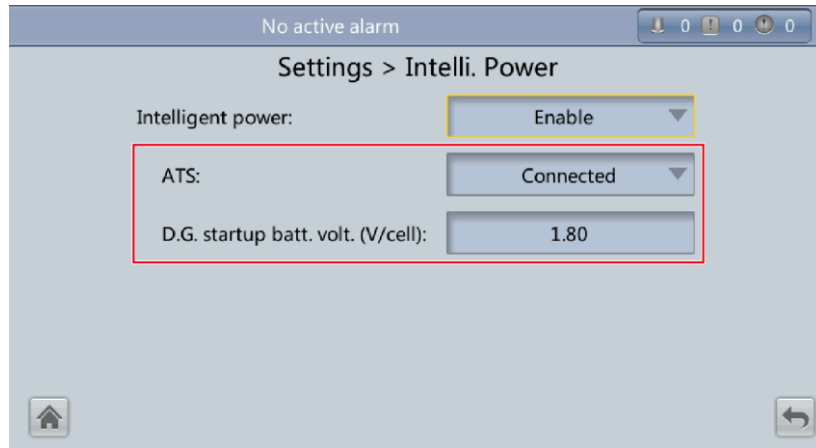 No active alarm 0 0 0
Settings > Intelli. Power
Intelligent power: Enable
ATS: Connected
D.G. startup batt. volt. (V/cell): 1.80